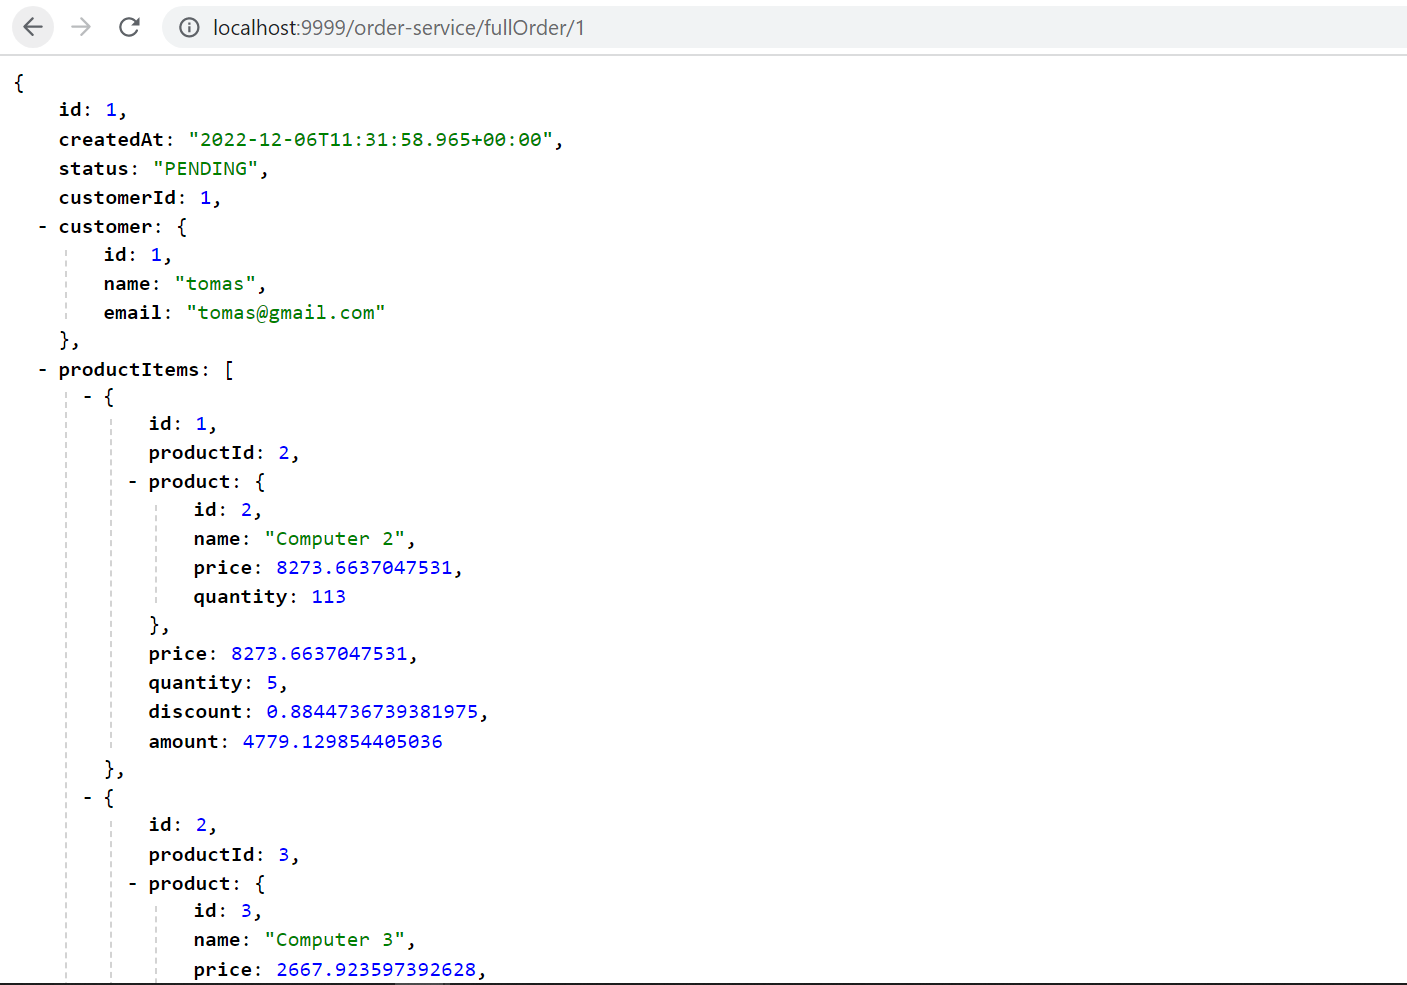 localhost:9999/order-service/fullOrder/1
{
id: 1,
createdAt: "2022-12-06T11:31:58.965+00:00",
status: "PENDING",
customerId: 1,
- customer: {
id: 1,
name: "tomas",
email: "tomas@gmail.com"
},
- productItems: [
- {
id: 1,
productId: 2,
- product: {
id: 2,
name: "Computer 2",
price: 8273.6637047531,
quantity: 113
},
price: 8273.6637047531,
quantity: 5,
discount: 0.8844736739381975,
amount: 4779.129854405036
},
- {
id: 2,
productId: 3,
- product: {
id: 3,
name: "Computer 3",
price: 2667.923597392628,